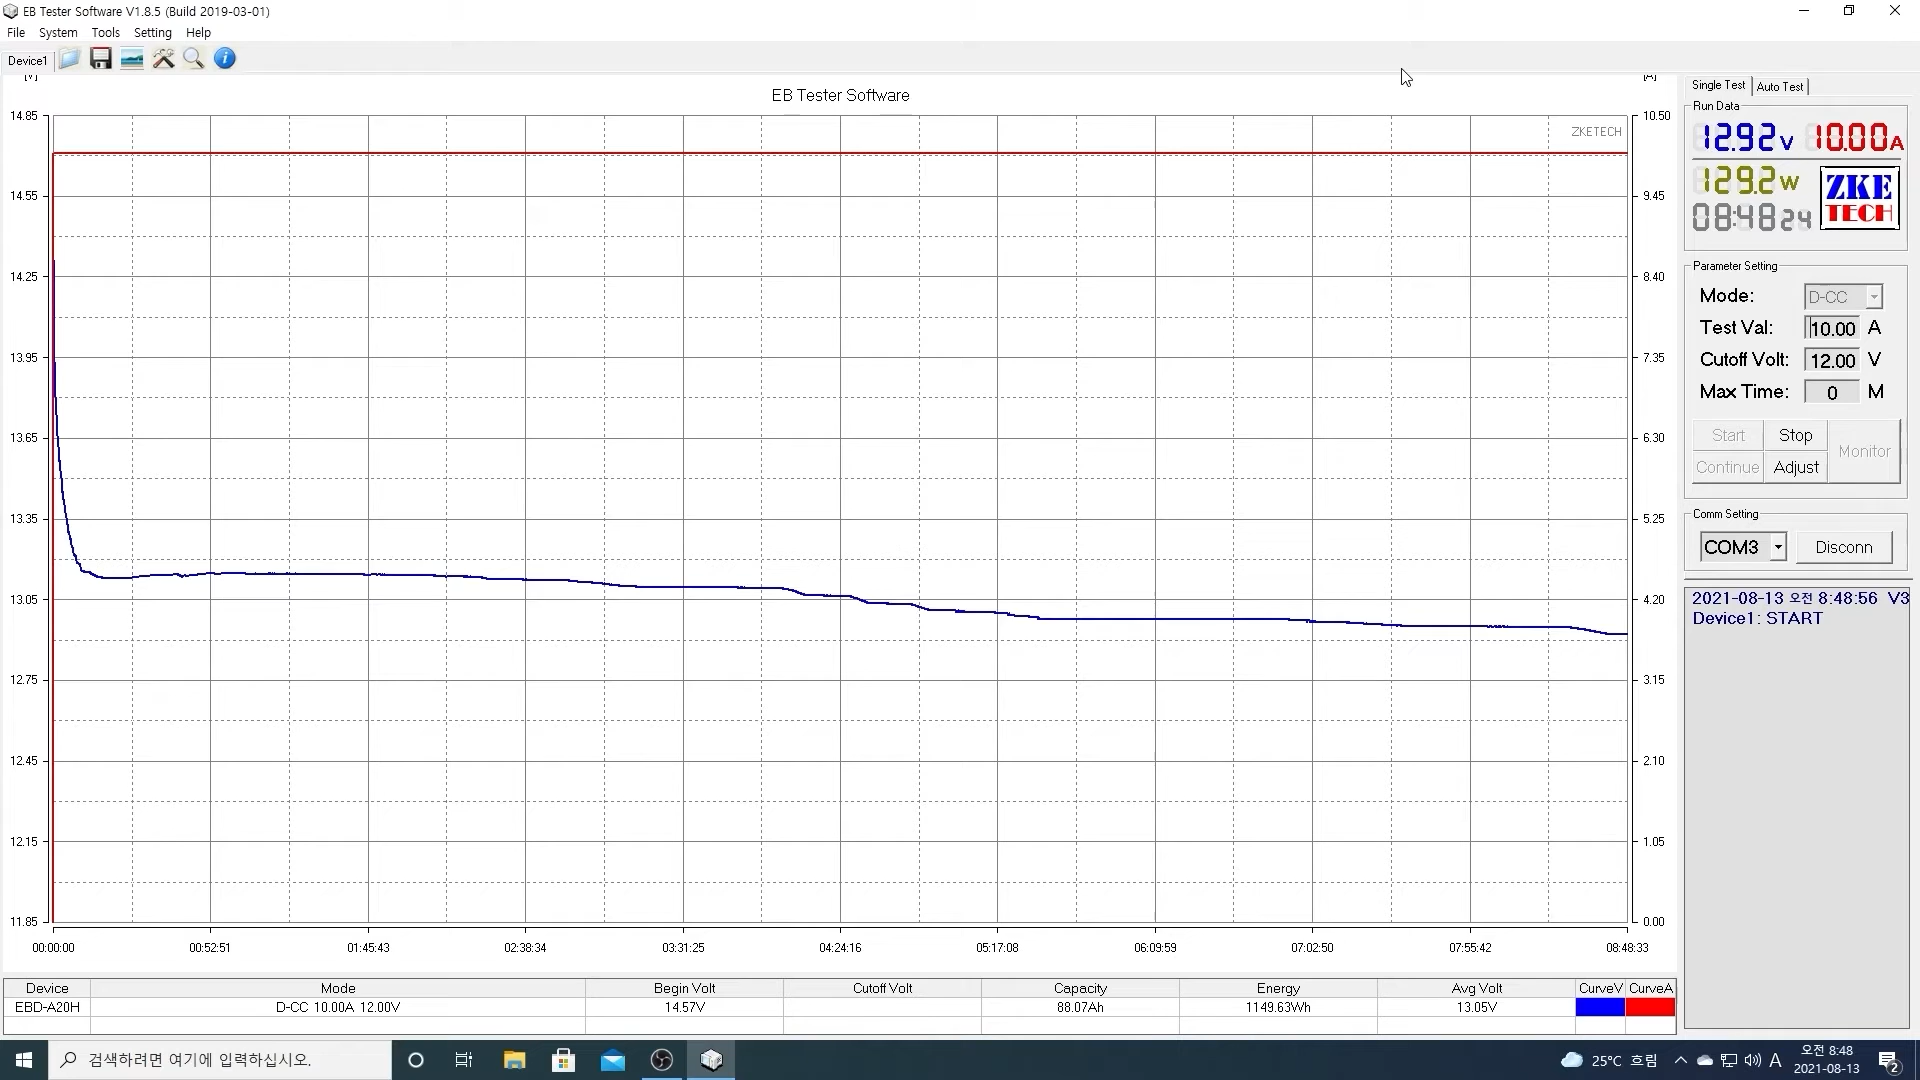 EB Tester Software V1.8.5 (Build 2019-03-01)
File System Tools Setting Help
Device1
[V]
EB Tester Software
[A]
ZKETECH
14.85
14.55
14.25
13.95
13.65
13.35
13.05
12.75
12.45
12.15
11.85
10.50
9.45
8.40
7.35
6.30
5.25
4.20
3.15
2.10
1.05
0.00
00:00:00 00:52:51 01:45:43 02:38:34 03:31:25 04:24:16 05:17:08 06:09:59 07:02:50 07:55:42 08:48:33
Single Test Auto Test
Run Data
12.92V 10.00A
129.2W
08:48 24
ZKE
TECH
Parameter Setting
Mode: D-CC
Test Val: 10.00 A
Cutoff Volt: 12.00 V
Max Time: 0 M
Start Stop Monitor
Continue Adjust
Comm Setting
COM3 Disconn
2021-08-13 오전 8:48:56 V3
Device1: START
Device Mode Begin Volt Cutoff Volt Capacity Energy Avg Volt CurveV CurveA
EBD-A20H D-CC 10.00A 12.00V 14.57V 88.07Ah 1149.63Wh 13.05V
검색하려면 여기에 입력하십시오.
25°C 흐림
A
오전 8:48
2021-08-13
2